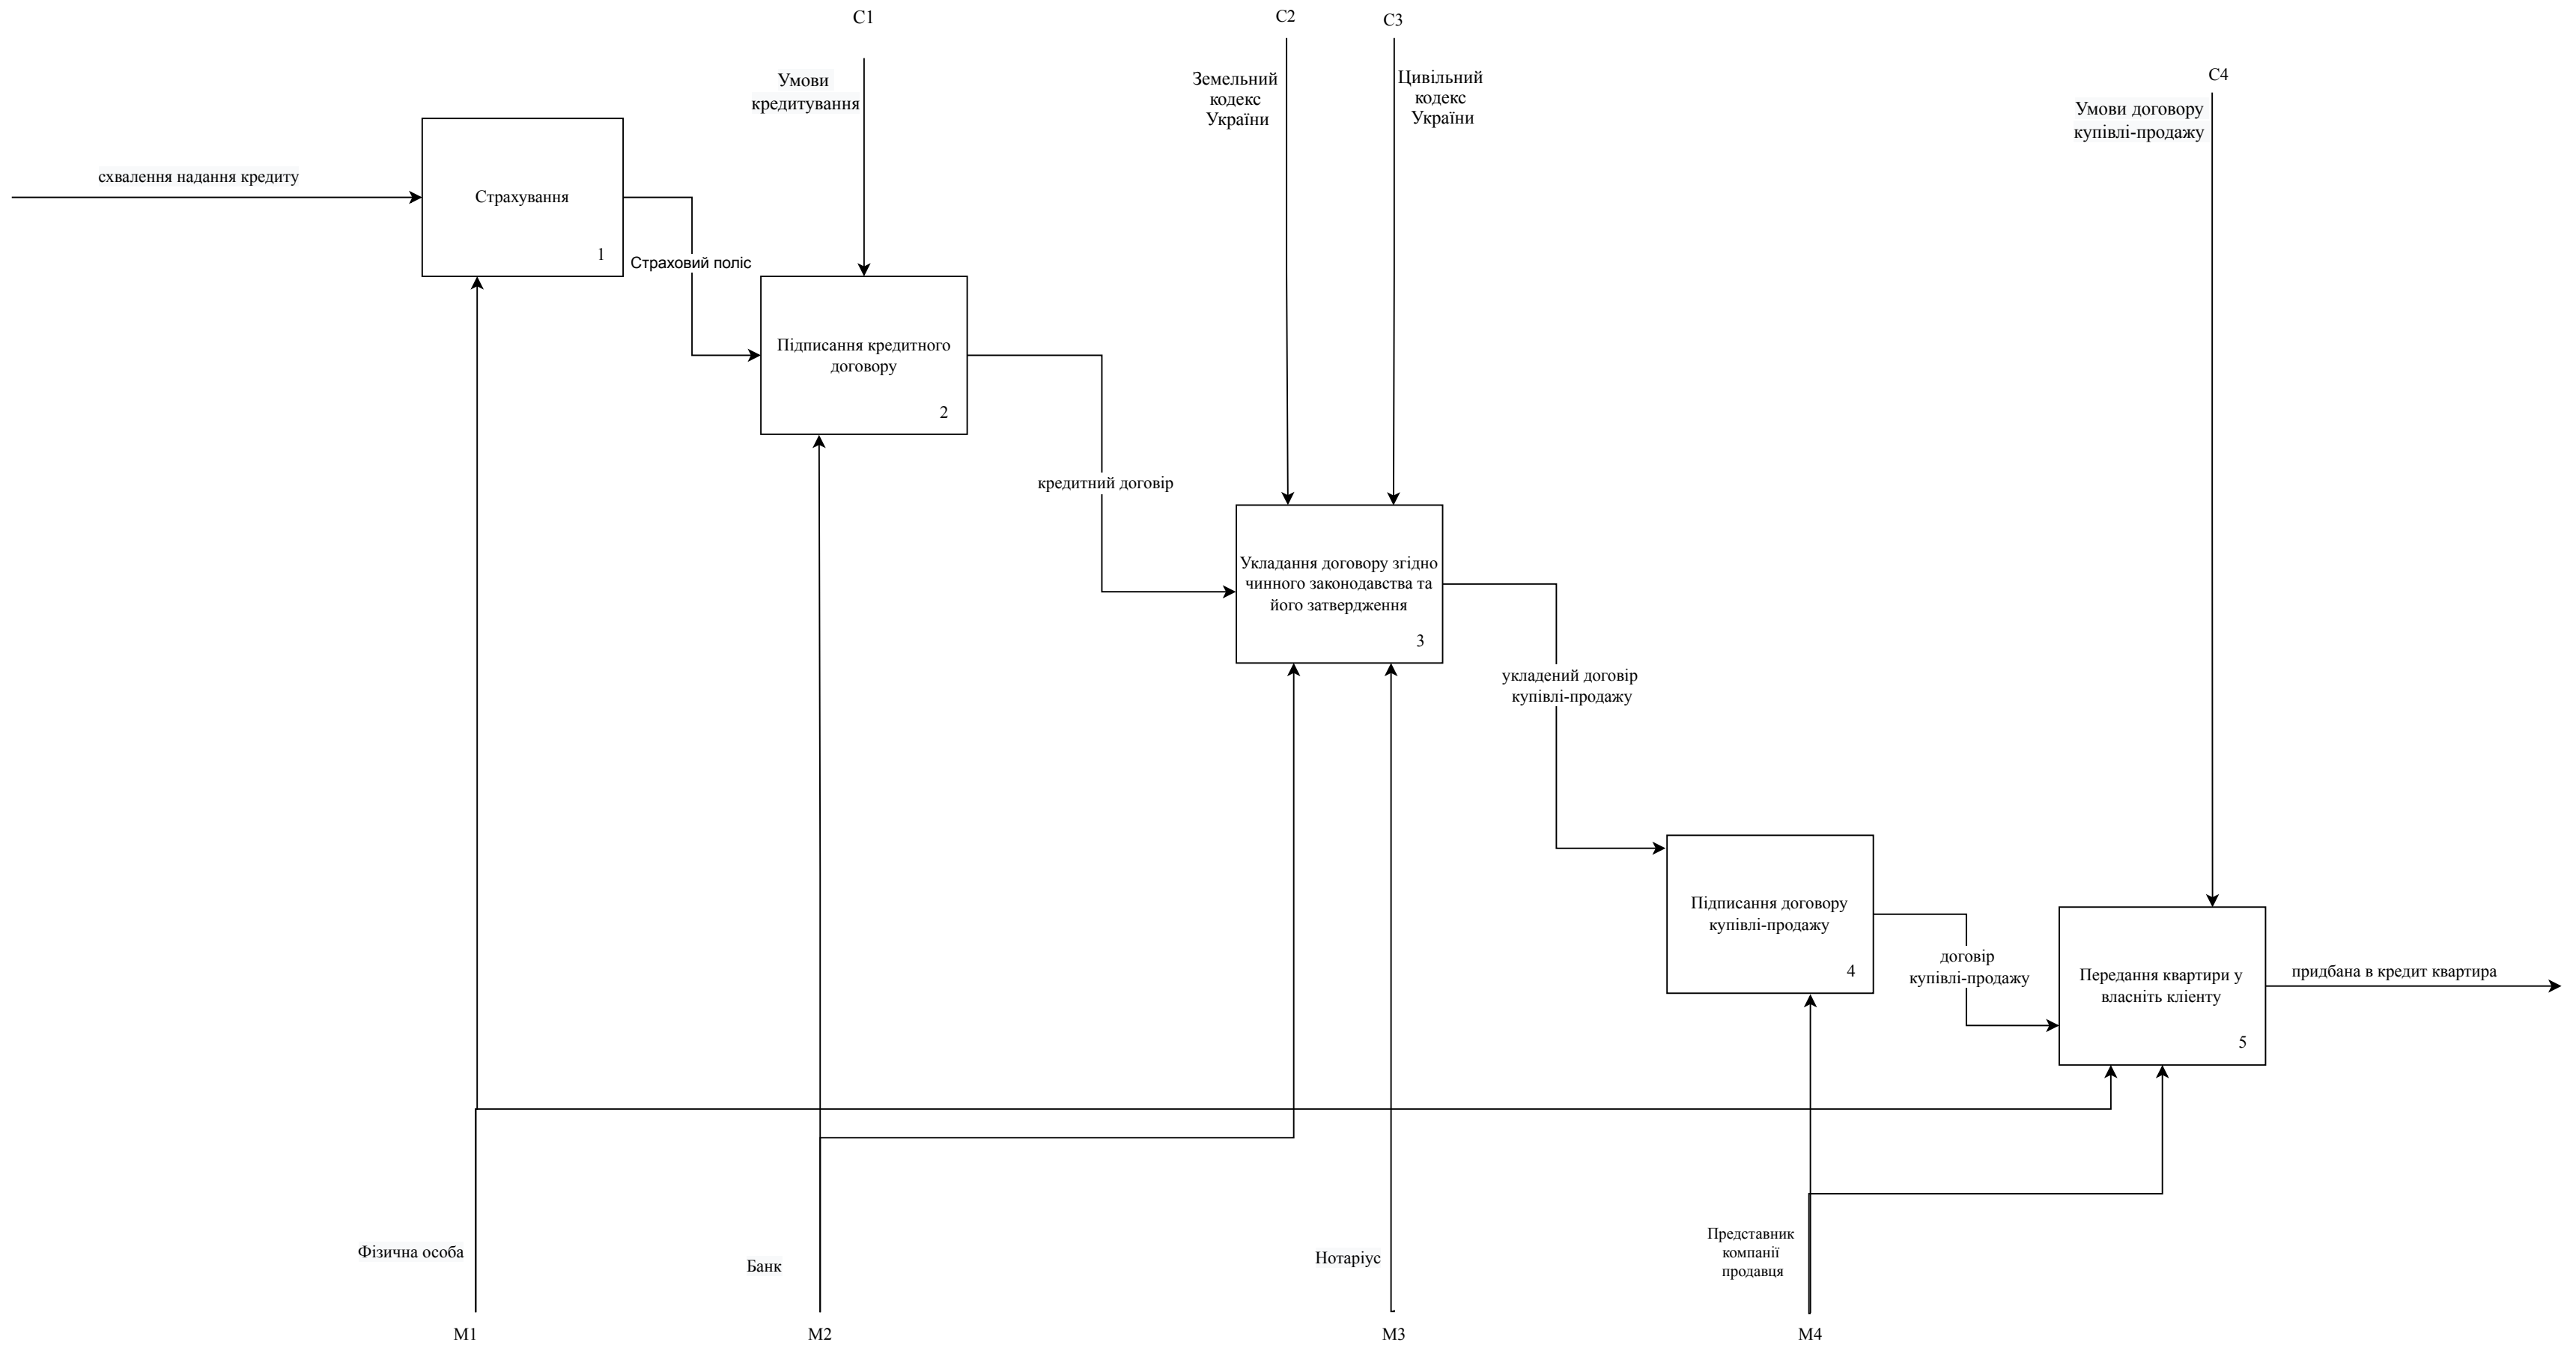 C1
C2
C3
C4
Умови
кредитування
Земельний
кодекс
України
Цивільний
кодекс
України
Умови договору
купівлі-продажу
схвалення надання кредиту
Страхування
1
Страховий поліс
Підписання кредитного
договору
2
кредитний договір
Укладання договору згідно
чинного законодавства та
його затвердження
3
укладений договір
купівлі-продажу
Підписання договору
купівлі-продажу
4
договір
купівлі-продажу
Передання квартири у
власніть клієнту
5
придбана в кредит квартира
Фізична особа
Банк
Нотаріус
Представник
компанії
продавця
M1
M2
M3
M4